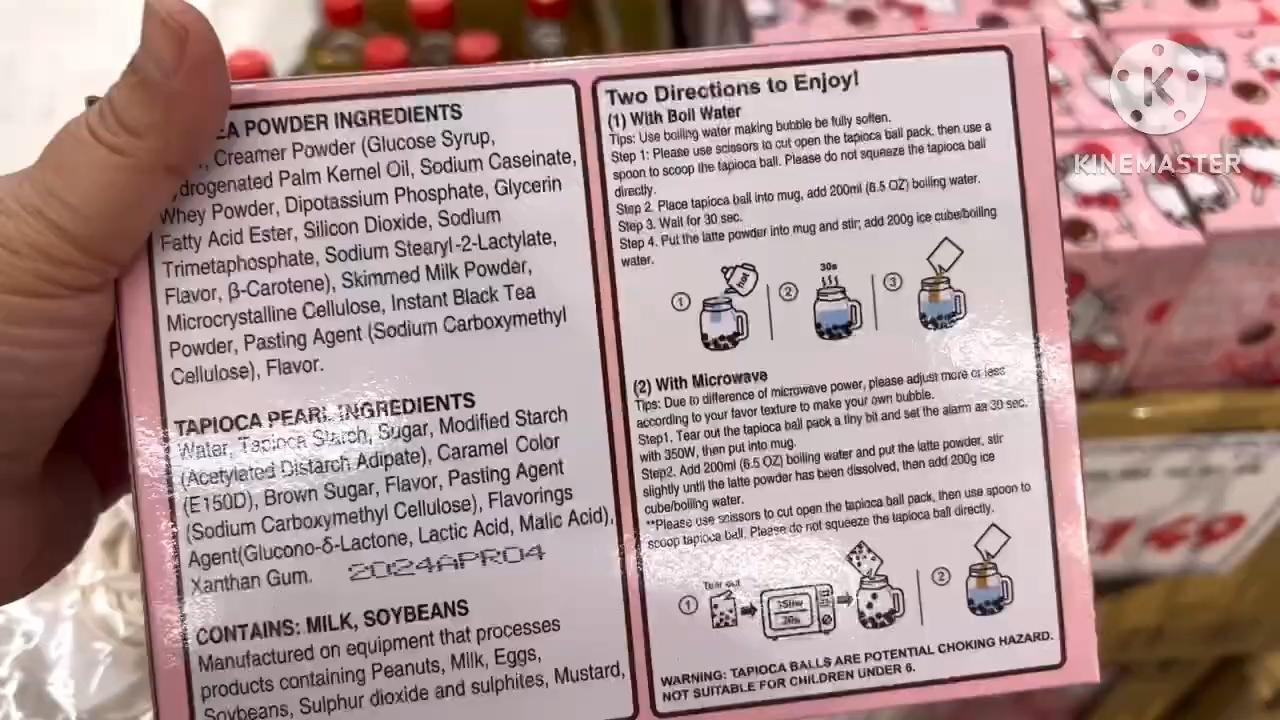 EA POWDER INGREDIENTS
, Creamer Powder (Glucose Syrup,
ydrogenated Palm Kernel Oil, Sodium Caseinate,
Whey Powder, Dipotassium Phosphate, Glycerin
Fatty Acid Ester, Silicon Dioxide, Sodium
Trimetaphosphate, Sodium Stearyl-2-Lactylate,
Flavor, β-Carotene), Skimmed Milk Powder,
Microcrystalline Cellulose, Instant Black Tea
Powder, Pasting Agent (Sodium Carboxymethyl
Cellulose), Flavor.
TAPIOCA PEARL INGREDIENTS
Water, Tapioca Starch, Sugar, Modified Starch
(Acetylated Distarch Adipate), Caramel Color
(E150D), Brown Sugar, Flavor, Pasting Agent
(Sodium Carboxymethyl Cellulose), Flavorings
Agent(Glucono-δ-Lactone, Lactic Acid, Malic Acid),
Xanthan Gum.
2024APR04
CONTAINS: MILK, SOYBEANS
Manufactured on equipment that processes
products containing Peanuts, Milk, Eggs,
Soybeans, Sulphur dioxide and sulphites, Mustard,
Two Directions to Enjoy!
(1) With Boil Water
Tips: Use boiling water making bubble be fully soften.
Step 1: Please use scissors to cut open the tapioca ball pack, then use a
spoon to scoop the tapioca ball. Please do not squeeze the tapioca ball
directly.
Step 2. Place tapioca ball into mug, add 200ml (6.5 OZ) boiling water.
Step 3. Wait for 30 sec.
Step 4. Put the latte powder into mug and stir; add 200g ice cube/boiling
water.
1
hot
2
30s
3
(2) With Microwave
Tips: Due to difference of microwave power, please adjust more or less
according to your favor texture to make your own bubble.
Step1. Tear out the tapioca ball pack a tiny bit and set the alarm as 30 sec.
with 350W, then put into mug.
Step2. Add 200ml (6.5 OZ) boiling water and put the latte powder, stir
slightly until the latte powder has been dissolved, then add 200g ice
cube/boiling water.
**Please use scissors to cut open the tapioca ball pack, then use spoon to
scoop tapioca ball. Please do not squeeze the tapioca ball directly.
1
Tear out
2
WARNING: TAPIOCA BALLS ARE POTENTIAL CHOKING HAZARD.
NOT SUITABLE FOR CHILDREN UNDER 6.
K
KINEMASTER
149